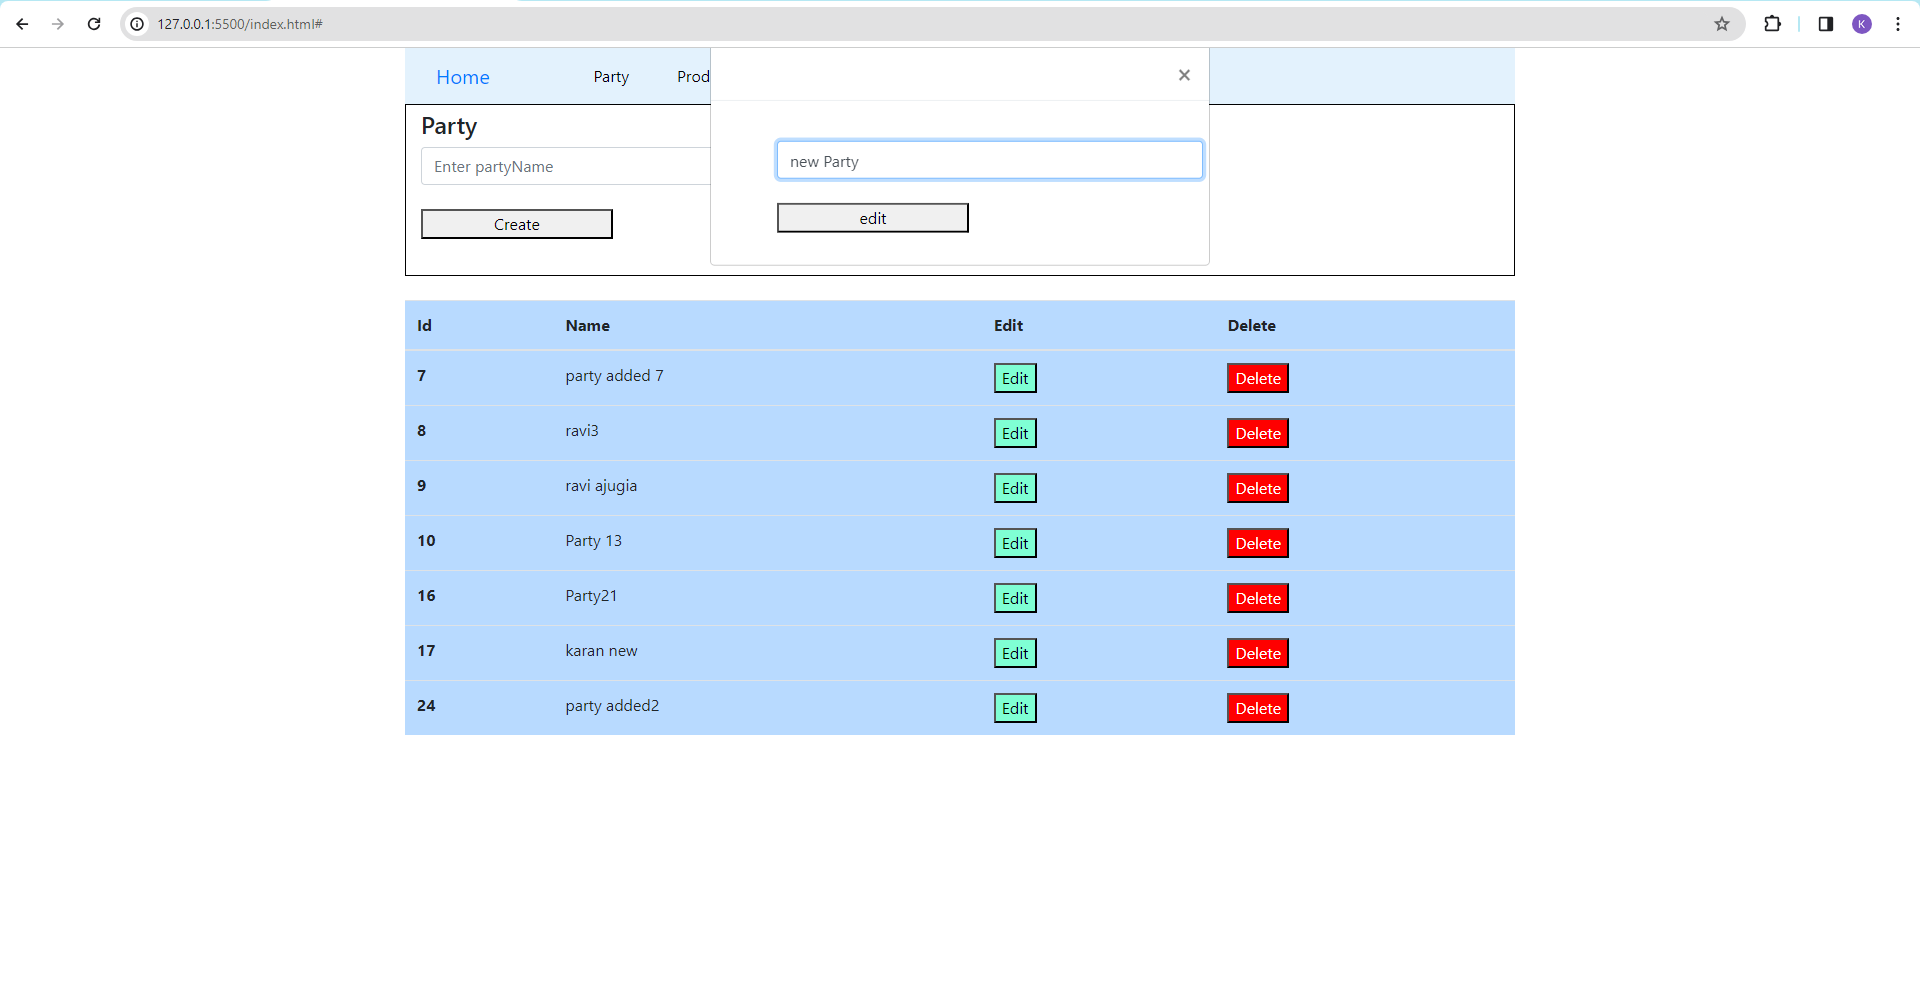 127.0.0.1:5500/index.html#
K
Home Party Prod
×
Party
Enter partyName
Create
new Party
edit
Id Name Edit Delete
7 party added 7 Edit Delete
8 ravi3 Edit Delete
9 ravi ajugia Edit Delete
10 Party 13 Edit Delete
16 Party21 Edit Delete
17 karan new Edit Delete
24 party added2 Edit Delete